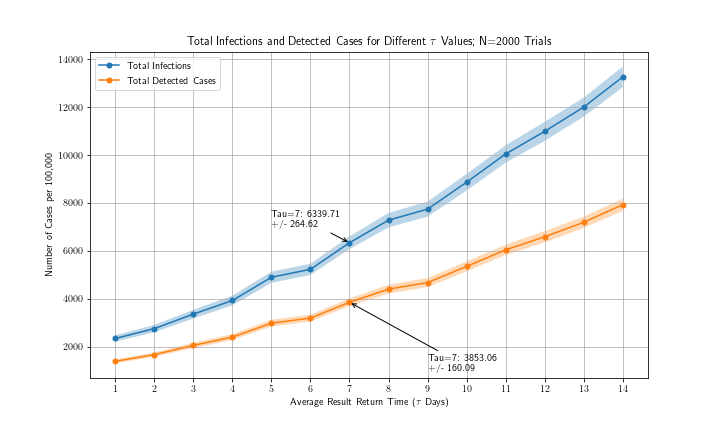 Total Infections and Detected Cases for Different τ Values; N=2000 Trials
Total Infections
Total Detected Cases
Number of Cases per 100,000
14000
12000
10000
8000
6000
4000
2000
Tau=7: 6339.71
+/- 264.62
Tau=7: 3853.06
+/- 160.09
1 2 3 4 5 6 7 8 9 10 11 12 13 14
Average Result Return Time (τ Days)